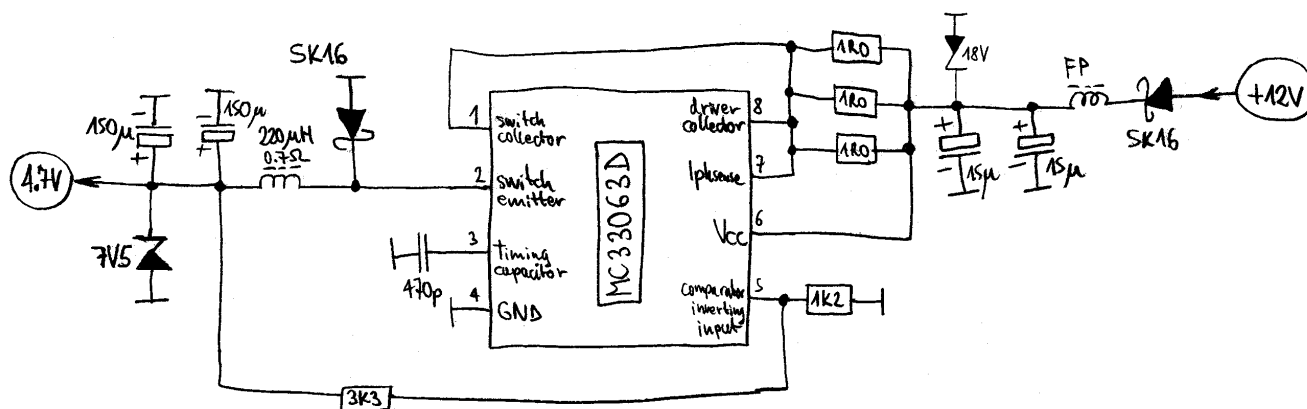 SK16
150µ
150µ
220µH
0.7Ω
4.7V
7V5
1
switch
collector
2
switch
emitter
3
timing
capacitor
470p
4
GND
MC33063D
8
driver
collector
7
Ipksense
6
Vcc
5
comparator
inverting
input
1R0
1R0
1R0
18V
FP
SK16
+12V
+
-
15µ
+
-
15µ
1K2
3K3
-
+
-
+